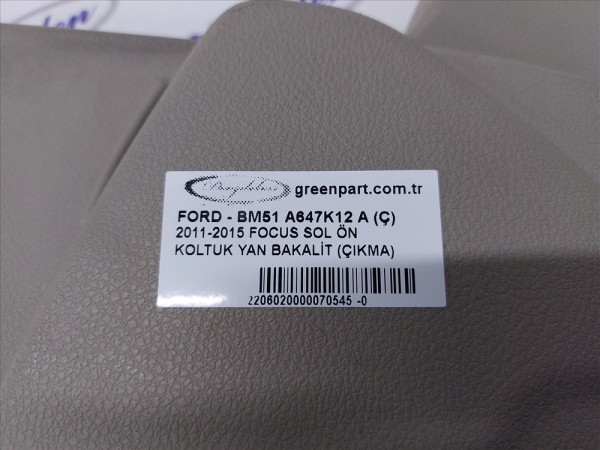 greenpart.com.tr
FORD - BM51 A647K12 A (Ç)
2011-2015 FOCUS SOL ÖN
KOLTUK YAN BAKALİT (ÇIKMA)
2206020000070545 -0